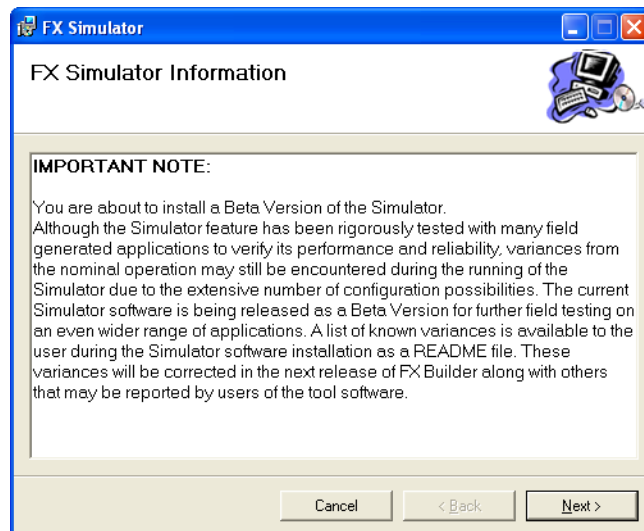 FX Simulator
FX Simulator Information
IMPORTANT NOTE:
You are about to install a Beta Version of the Simulator.
Although the Simulator feature has been rigorously tested with many field
generated applications to verify its performance and reliability, variances from
the nominal operation may still be encountered during the running of the
Simulator due to the extensive number of configuration possibilities. The current
Simulator software is being released as a Beta Version for further field testing on
an even wider range of applications. A list of known variances is available to the
user during the Simulator software installation as a README file. These
variances will be corrected in the next release of FX Builder along with others
that may be reported by users of the tool software.
Cancel
< Back
Next >